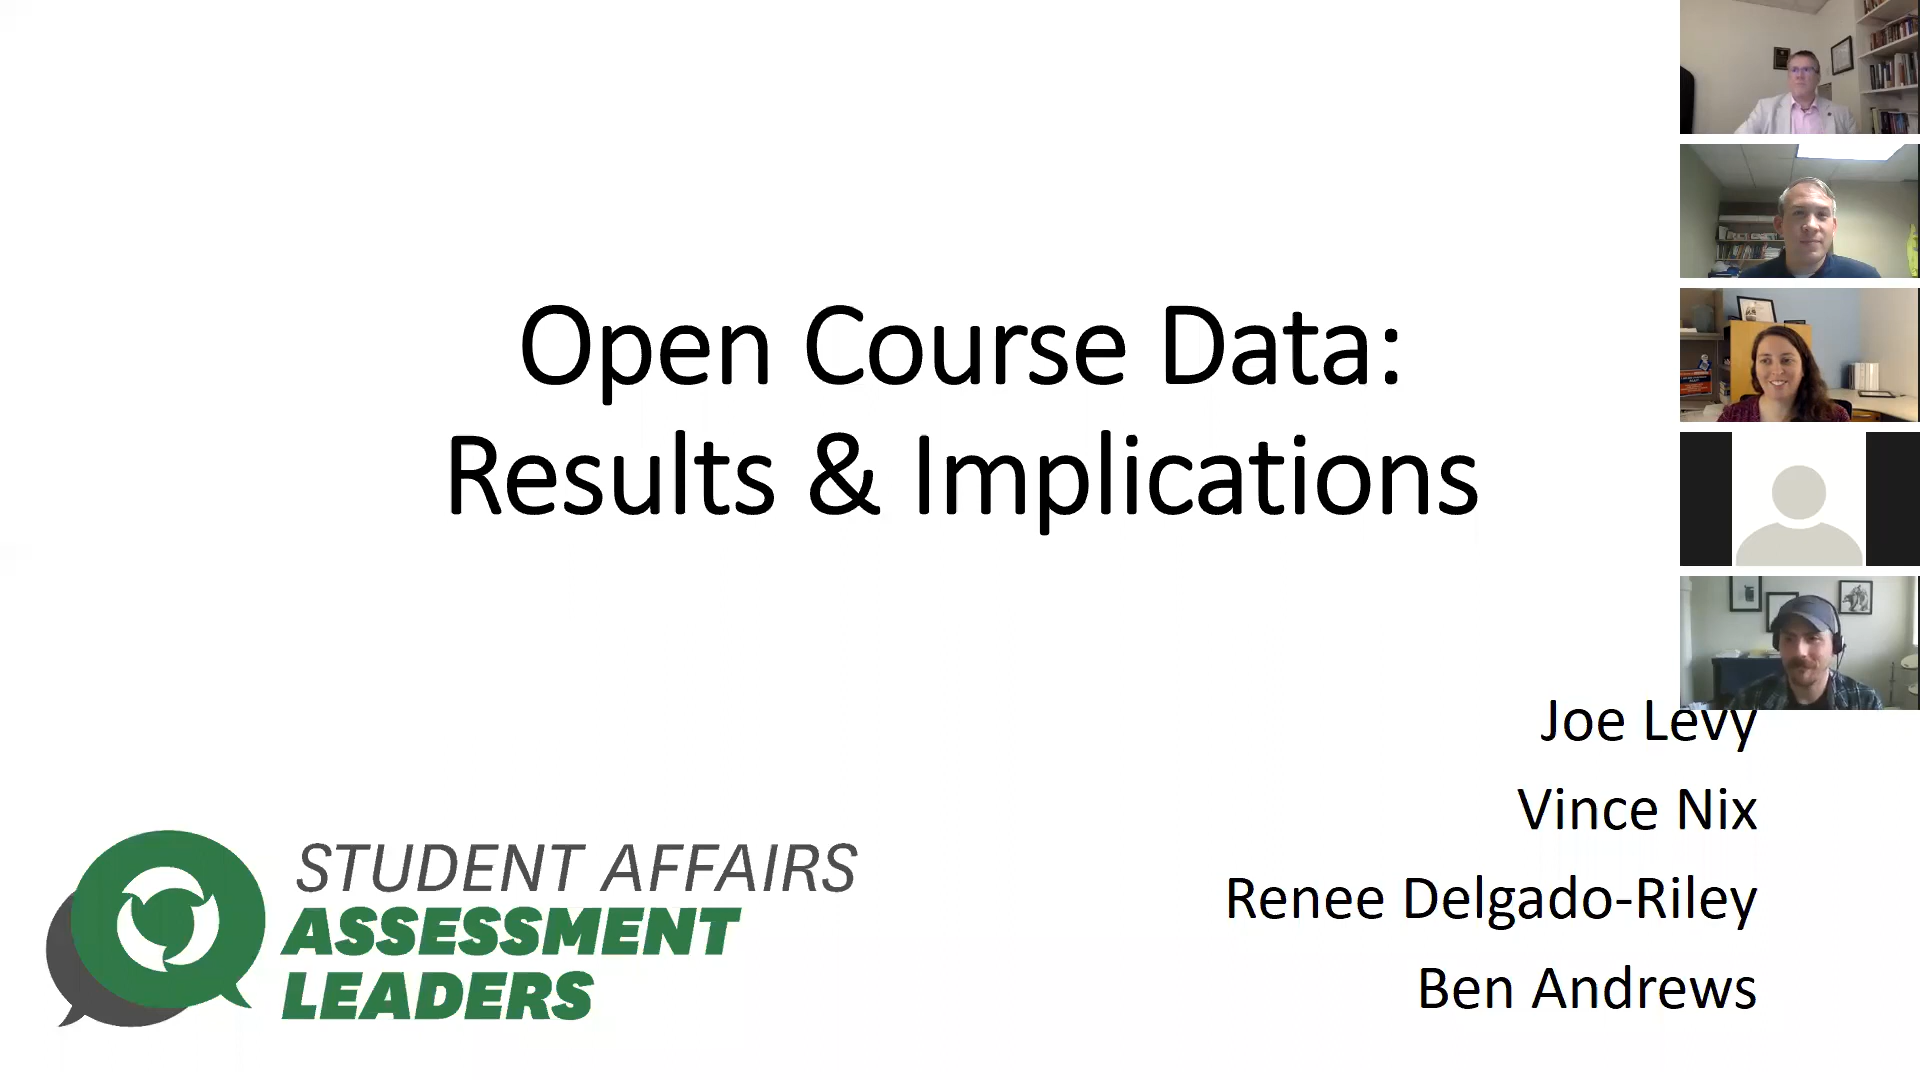 Open Course Data:
Results & Implications
Joe Levy
Vince Nix
Renee Delgado-Riley
Ben Andrews
STUDENT AFFAIRS
ASSESSMENT
LEADERS